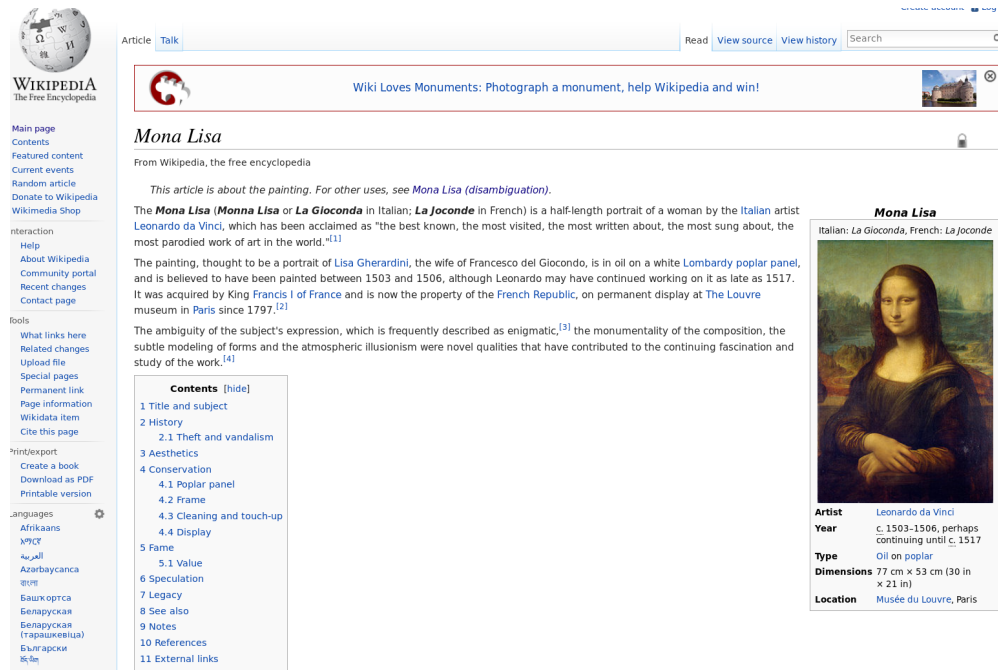 Create account Log
Article Talk
Read View source View history Search
WIKIPEDIA
The Free Encyclopedia
Main page
Contents
Featured content
Current events
Random article
Donate to Wikipedia
Wikimedia Shop
Interaction
Help
About Wikipedia
Community portal
Recent changes
Contact page
Tools
What links here
Related changes
Upload file
Special pages
Permanent link
Page information
Wikidata item
Cite this page
Print/export
Create a book
Download as PDF
Printable version
Languages
Afrikaans
አማርኛ
العربية
Azərbaycanca
বাংলা
Башҡортса
Беларуская
Беларуская
(тарашкевіца)
Български
བོད་ཡིག
Wiki Loves Monuments: Photograph a monument, help Wikipedia and win!
Mona Lisa
From Wikipedia, the free encyclopedia
This article is about the painting. For other uses, see Mona Lisa (disambiguation).
The Mona Lisa (Monna Lisa or La Gioconda in Italian; La Joconde in French) is a half-length portrait of a woman by the Italian artist
Leonardo da Vinci, which has been acclaimed as "the best known, the most visited, the most written about, the most sung about, the
most parodied work of art in the world."[1]
The painting, thought to be a portrait of Lisa Gherardini, the wife of Francesco del Giocondo, is in oil on a white Lombardy poplar panel,
and is believed to have been painted between 1503 and 1506, although Leonardo may have continued working on it as late as 1517.
It was acquired by King Francis I of France and is now the property of the French Republic, on permanent display at The Louvre
museum in Paris since 1797.[2]
The ambiguity of the subject's expression, which is frequently described as enigmatic,[3] the monumentality of the composition, the
subtle modeling of forms and the atmospheric illusionism were novel qualities that have contributed to the continuing fascination and
study of the work.[4]
Contents [hide]
1 Title and subject
2 History
2.1 Theft and vandalism
3 Aesthetics
4 Conservation
4.1 Poplar panel
4.2 Frame
4.3 Cleaning and touch-up
4.4 Display
5 Fame
5.1 Value
6 Speculation
7 Legacy
8 See also
9 Notes
10 References
11 External links
Mona Lisa
Italian: La Gioconda, French: La Joconde
Artist Leonardo da Vinci
Year c. 1503–1506, perhaps
continuing until c. 1517
Type Oil on poplar
Dimensions 77 cm × 53 cm (30 in
× 21 in)
Location Musée du Louvre, Paris